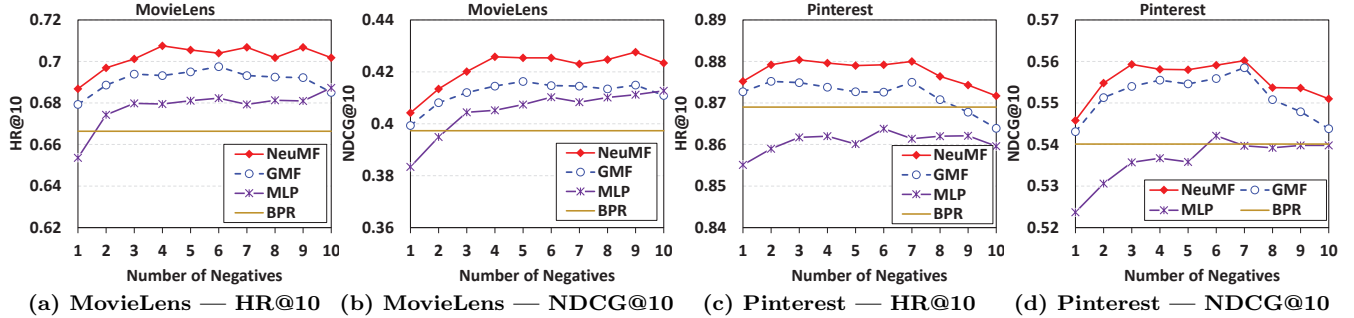 MovieLens
0.72
0.7
0.68
0.66
0.64
0.62
HR@10
NeuMF
GMF
MLP
BPR
1 2 3 4 5 6 7 8 9 10
Number of Negatives
(a) MovieLens — HR@10
MovieLens
0.44
0.42
0.4
0.38
0.36
NDCG@10
NeuMF
GMF
MLP
BPR
1 2 3 4 5 6 7 8 9 10
Number of Negatives
(b) MovieLens — NDCG@10
Pinterest
0.89
0.88
0.87
0.86
0.85
0.84
HR@10
NeuMF
GMF
MLP
BPR
1 2 3 4 5 6 7 8 9 10
Number of Negatives
(c) Pinterest — HR@10
Pinterest
0.57
0.56
0.55
0.54
0.53
0.52
NDCG@10
NeuMF GMF
MLP BPR
1 2 3 4 5 6 7 8 9 10
Number of Negatives
(d) Pinterest — NDCG@10